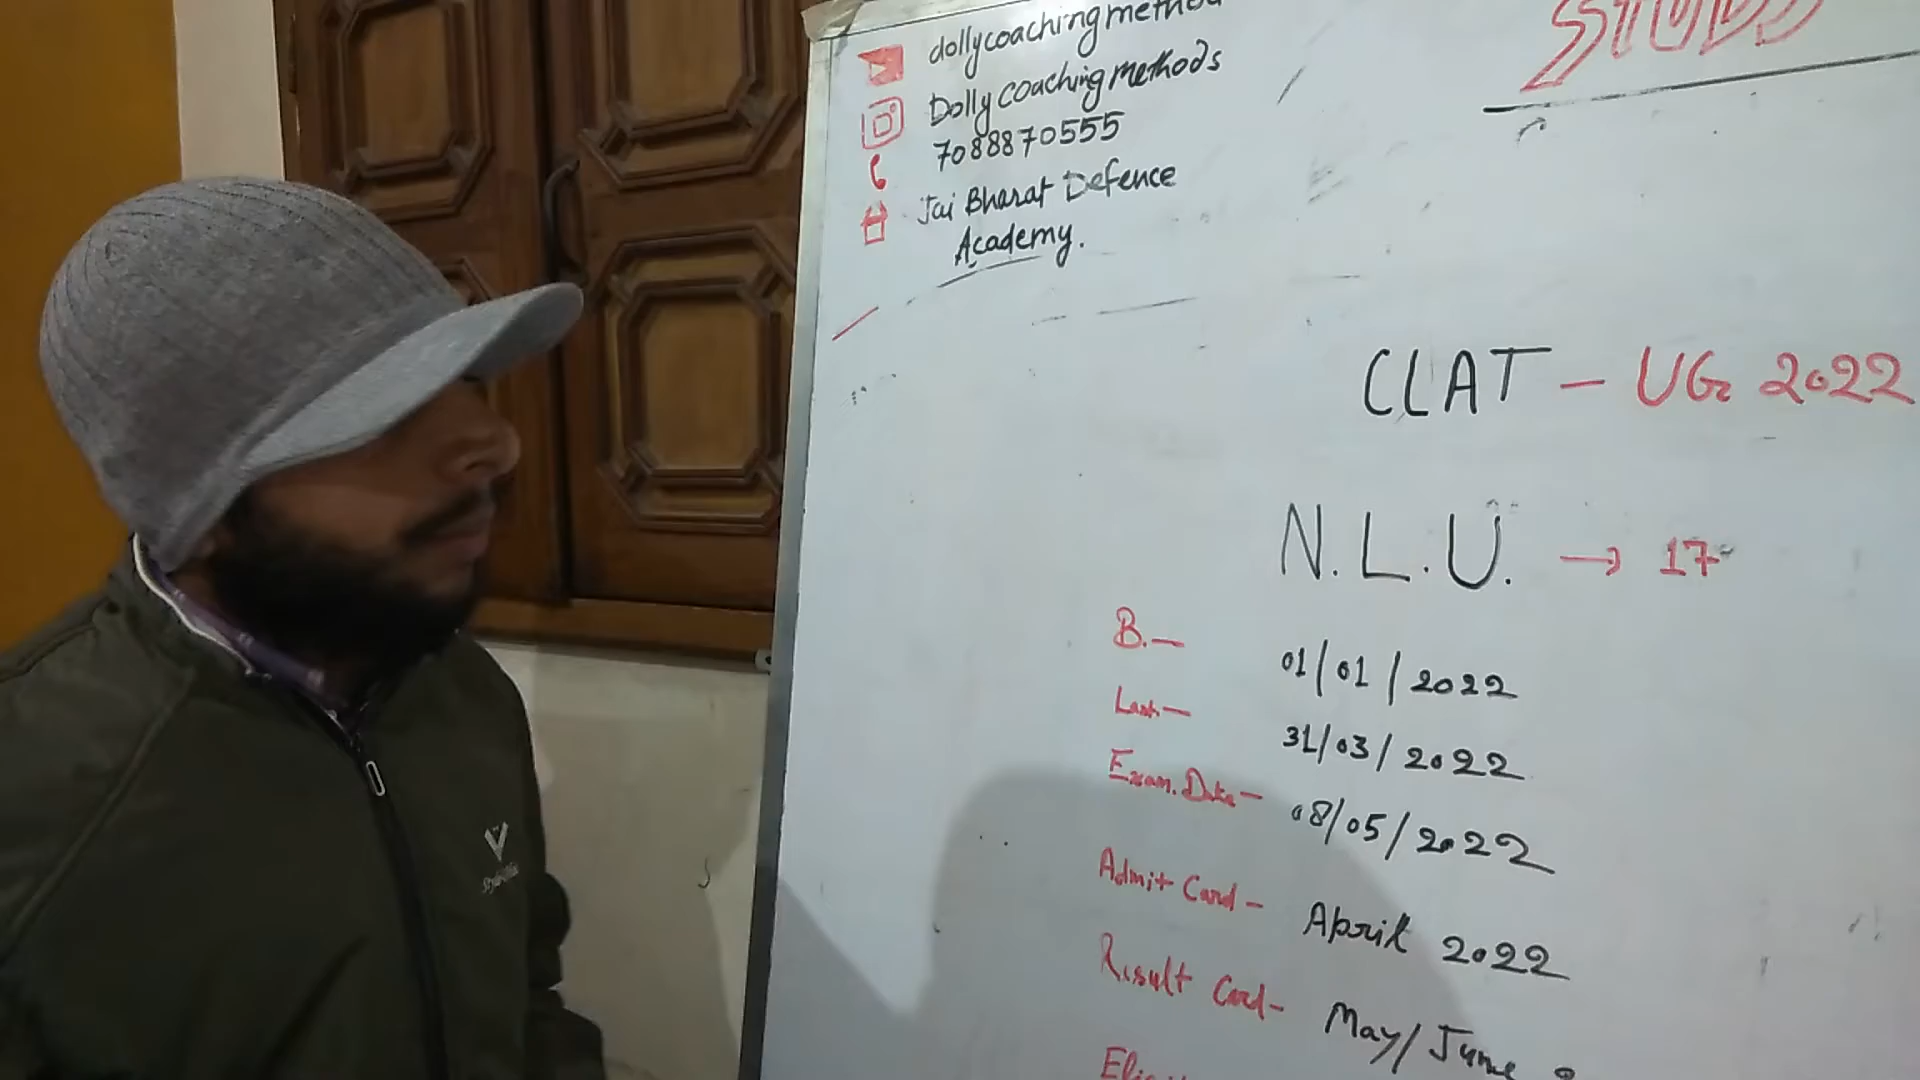 dollycoachingmethod
Dolly coaching methods
7088870555
Jai Bharat Defence
Academy.
STUDY
CLAT - UG 2022
N.L.U. → 17
B.- 01/01/2022
Last.- 31/03/2022
Exam. Date - 08/05/2022
Admit Card - April 2022
Result Card - May/June